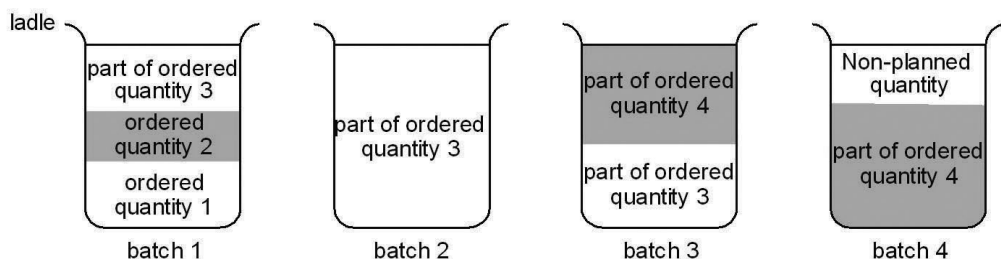 ladle
part of ordered
quantity 3
ordered
quantity 2
ordered
quantity 1
batch 1
part of ordered
quantity 3
batch 2
part of ordered
quantity 4
part of ordered
quantity 3
batch 3
Non-planned
quantity
part of ordered
quantity 4
batch 4